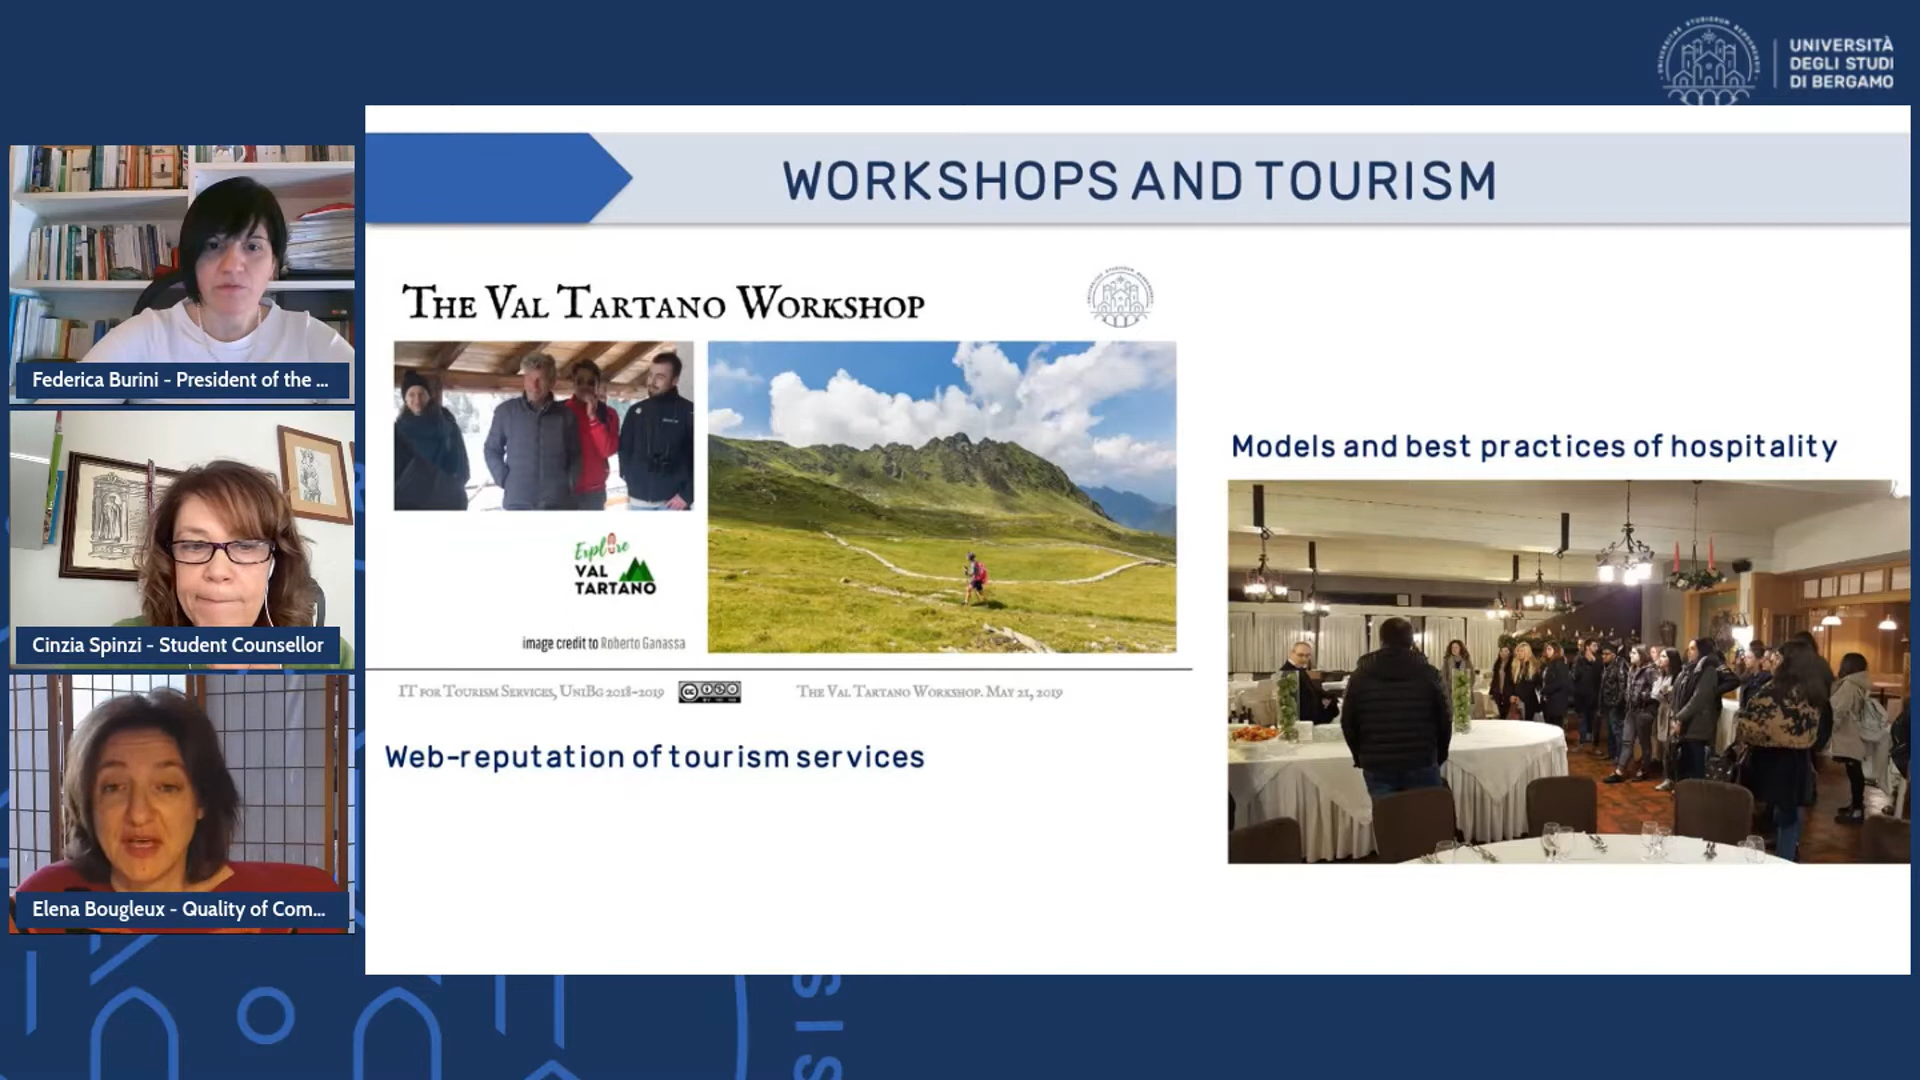 UNIVERSITÀ
DEGLI STUDI
DI BERGAMO
WORKSHOPS AND TOURISM
THE VAL TARTANO WORKSHOP
Explore
VAL
TARTANO
image credit to Roberto Ganassa
IT FOR TOURISM SERVICES, UNIBG 2018-2019
THE VAL TARTANO WORKSHOP. MAY 21, 2019
Web-reputation of tourism services
Models and best practices of hospitality
Federica Burini - President of the ...
Cinzia Spinzi - Student Counsellor
Elena Bougleux - Quality of Com...
SIS